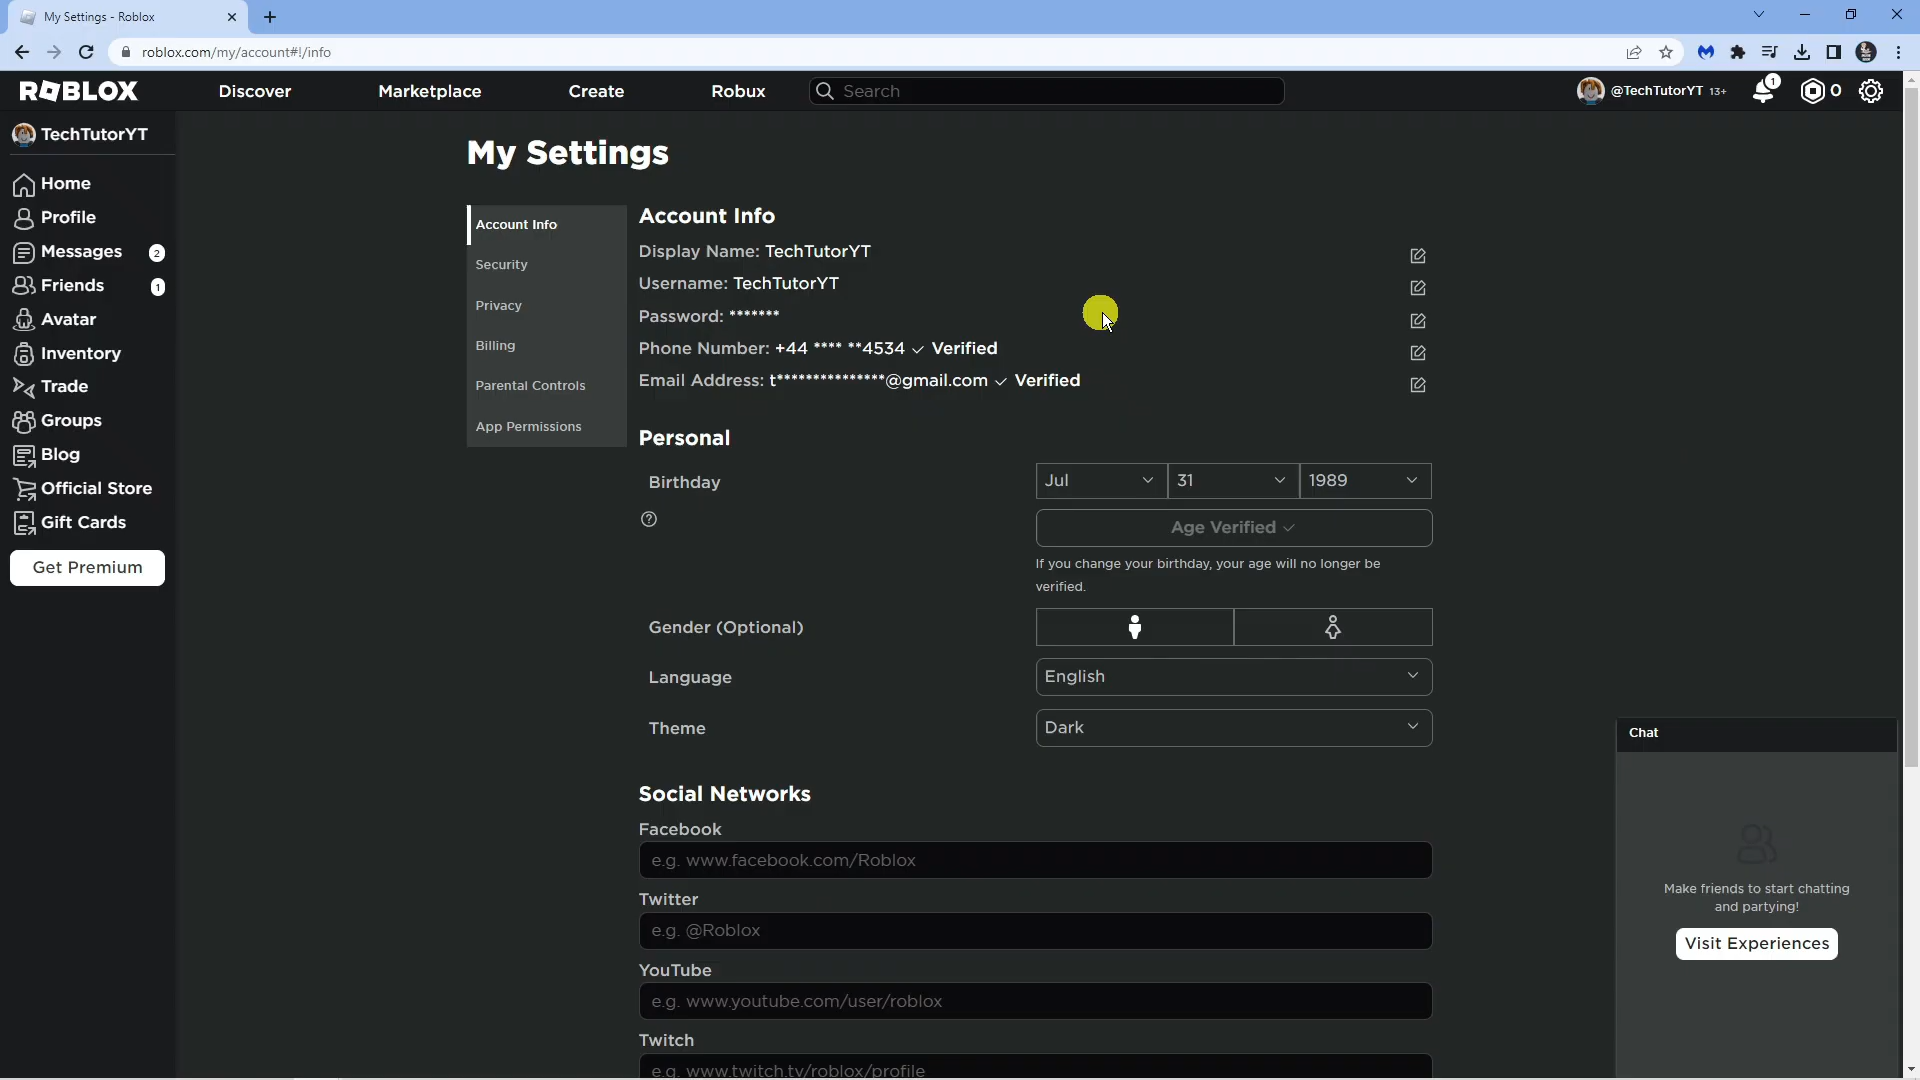 My Settings - Roblox
roblox.com/my/account#!/info
ROBLOX
Discover
Marketplace
Create
Robux
Search
@TechTutorYT 13+
1
0
TechTutorYT
Home
Profile
Messages 2
Friends 1
Avatar
Inventory
Trade
Groups
Blog
Official Store
Gift Cards
Get Premium
My Settings
Account Info
Security
Privacy
Billing
Parental Controls
App Permissions
Account Info
Display Name: TechTutorYT
Username: TechTutorYT
Password: *******
Phone Number: +44 **** **4534 ✓ Verified
Email Address: t***************@gmail.com ✓ Verified
Personal
Birthday
Jul
31
1989
Age Verified ✓
If you change your birthday, your age will no longer be
verified.
Gender (Optional)
Language
English
Theme
Dark
Social Networks
Facebook
e.g. www.facebook.com/Roblox
Twitter
e.g. @Roblox
YouTube
e.g. www.youtube.com/user/roblox
Twitch
e.g. www.twitch.tv/roblox/profile
Chat
Make friends to start chatting
and partying!
Visit Experiences